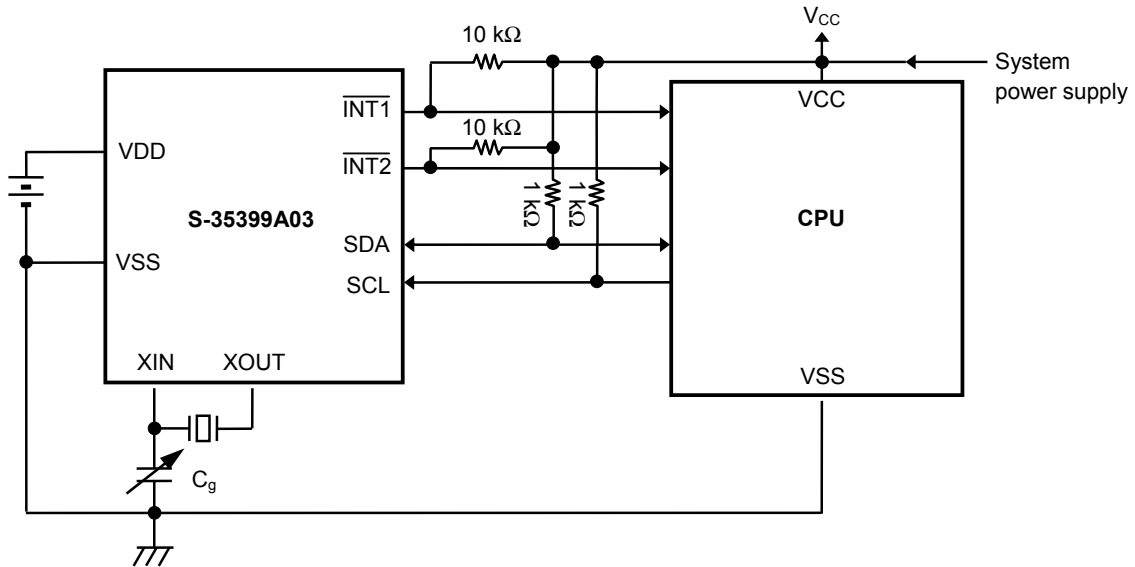 V_CC
10 kΩ
System
power supply
INT1
VCC
10 kΩ
VDD
INT2
1 kΩ
1 kΩ
S-35399A03
CPU
VSS
SDA
SCL
XIN
XOUT
VSS
C_g